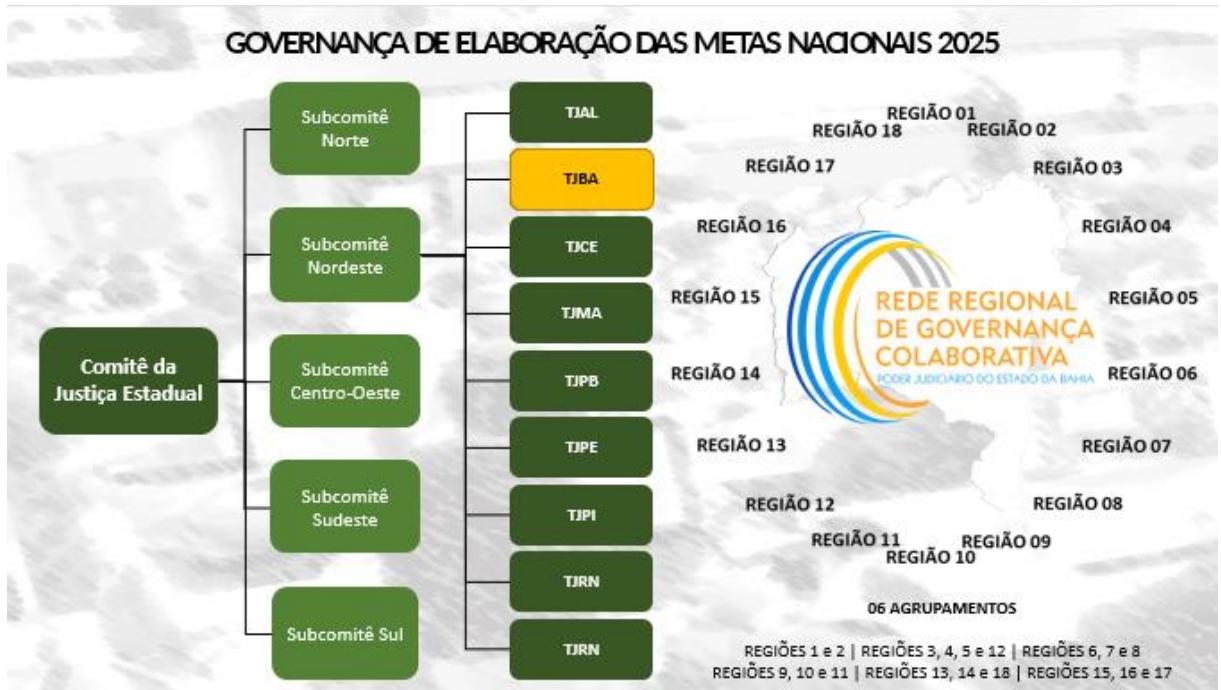 GOVERNANÇA DE ELABORAÇÃO DAS METAS NACIONAIS 2025
Comitê da
Justiça Estadual
Subcomitê
Norte
Subcomitê
Nordeste
Subcomitê
Centro-Oeste
Subcomitê
Sudeste
Subcomitê Sul
TJAL
TJBA
TJCE
TJMA
TJPB
TJPE
TJPI
TJRN
TJRN
REGIÃO 01
REGIÃO 02
REGIÃO 03
REGIÃO 04
REGIÃO 05
REGIÃO 06
REGIÃO 07
REGIÃO 08
REGIÃO 09
REGIÃO 10
REGIÃO 11
REGIÃO 12
REGIÃO 13
REGIÃO 14
REGIÃO 15
REGIÃO 16
REGIÃO 17
REGIÃO 18
REDE REGIONAL
DE GOVERNANÇA
COLABORATIVA
PODER JUDICIÁRIO DO ESTADO DA BAHIA
06 AGRUPAMENTOS
REGIÕES 1 e 2 | REGIÕES 3, 4, 5 e 12 | REGIÕES 6, 7 e 8
REGIÕES 9, 10 e 11 | REGIÕES 13, 14 e 18 | REGIÕES 15, 16 e 17